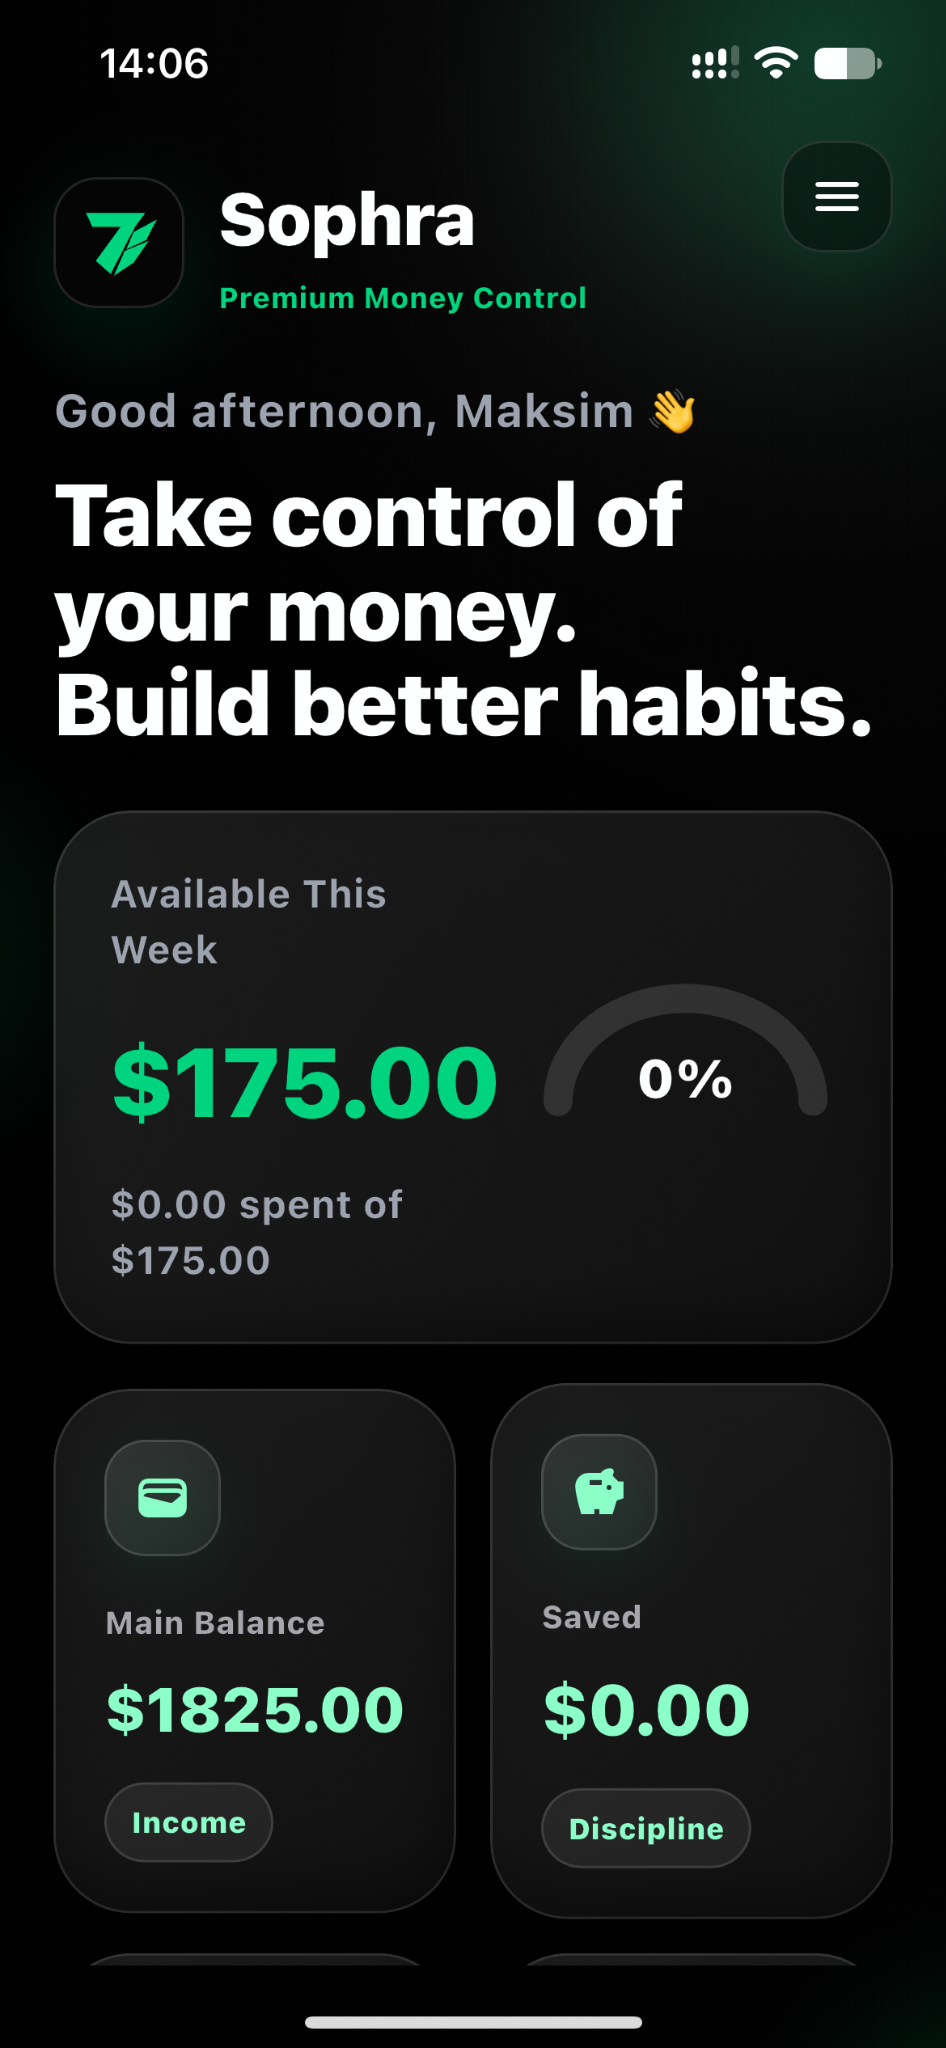 14:06
Sophra
Premium Money Control
Good afternoon, Maksim 👋
Take control of
your money.
Build better habits.
Available This
Week
$175.00
0%
$0.00 spent of
$175.00
Main Balance
$1825.00
Income
Saved
$0.00
Discipline